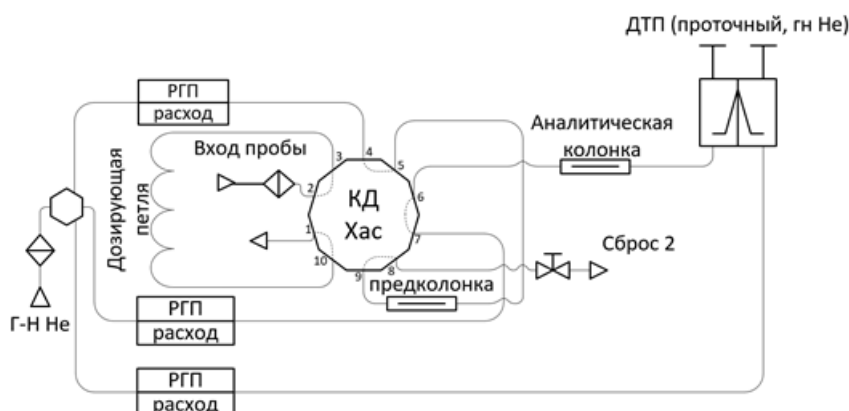 ДТП (проточный, гн Не)
РГП
расход
Аналитическая
колонка
Вход пробы
Дозирующая
петля
КД
Хас
1
2
3
4
5
6
7
8
9
10
Сброс 2
предколонка
Г-Н Не
РГП
расход
РГП
расход